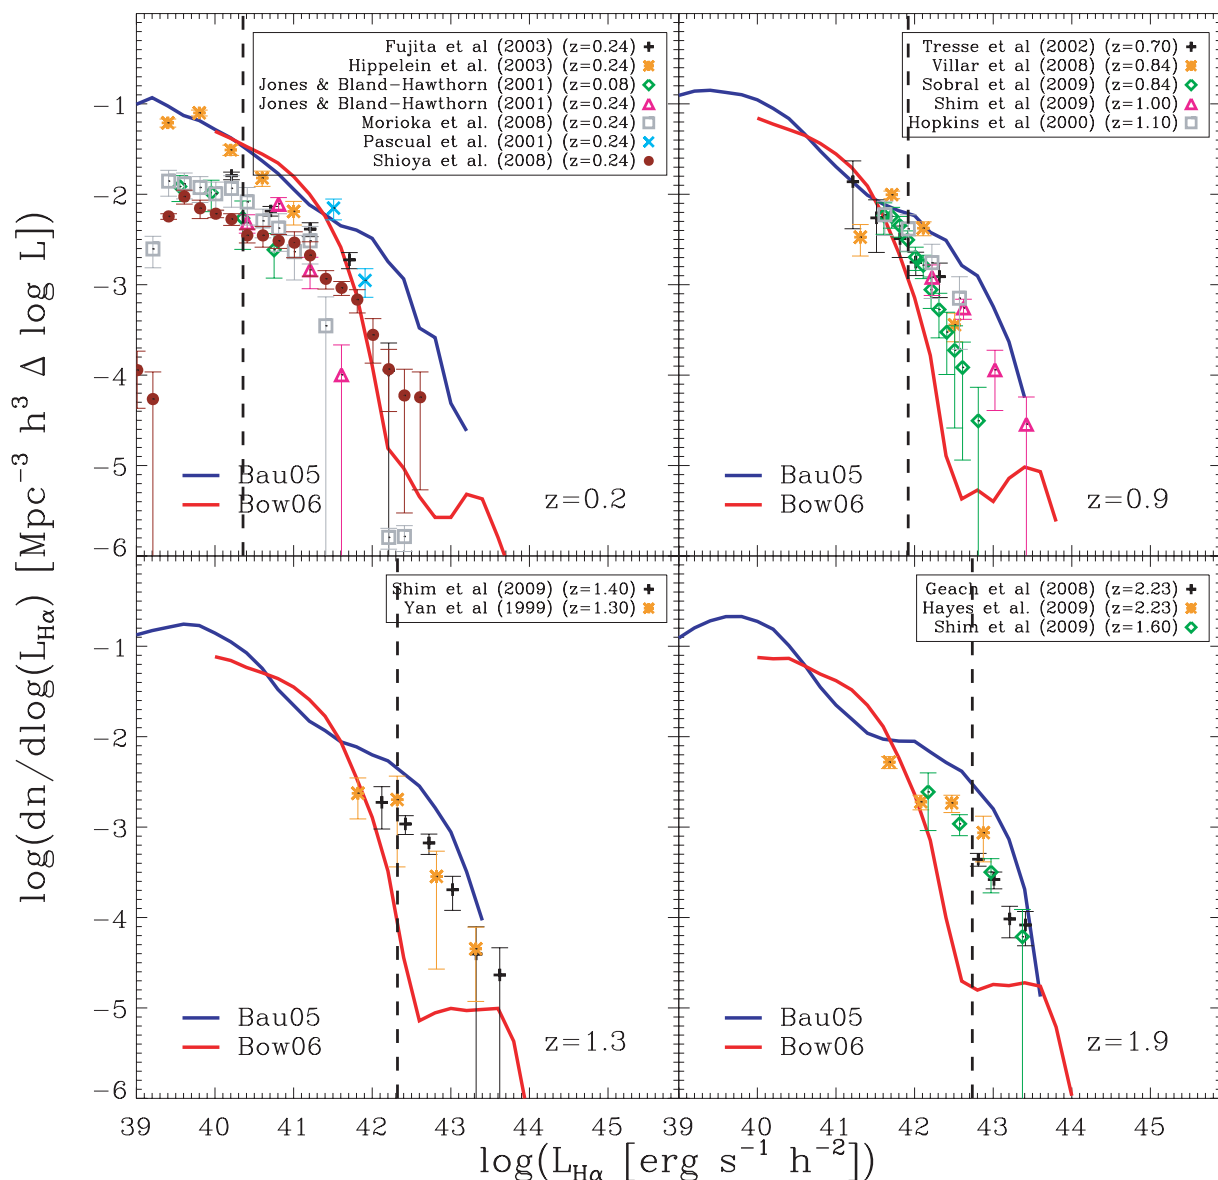 Fujita et al (2003) (z=0.24)
Hippelein et al. (2003) (z=0.24)
Jones & Bland-Hawthorn (2001) (z=0.08)
Jones & Bland-Hawthorn (2001) (z=0.24)
Morioka et al. (2008) (z=0.24)
Pascual et al. (2001) (z=0.24)
Shioya et al. (2008) (z=0.24)
Tresse et al (2002) (z=0.70)
Villar et al (2008) (z=0.84)
Sobral et al (2009) (z=0.84)
Shim et al (2009) (z=1.00)
Hopkins et al (2000) (z=1.10)
-1
-2
-3
-4
-5
-6
Bau05
Bow06
z=0.2
Bau05
Bow06
z=0.9
log(dn/dlog(L_Hα) [Mpc⁻³ h³ Δ log L]
Shim et al (2009) (z=1.40)
Yan et al (1999) (z=1.30)
Geach et al (2008) (z=2.23)
Hayes et al. (2009) (z=2.23)
Shim et al (2009) (z=1.60)
-1
-2
-3
-4
-5
-6
Bau05
Bow06
z=1.3
Bau05
Bow06
z=1.9
39 40 41 42 43 44 45
39 40 41 42 43 44 45
log(L_Hα [erg s⁻¹ h⁻²])